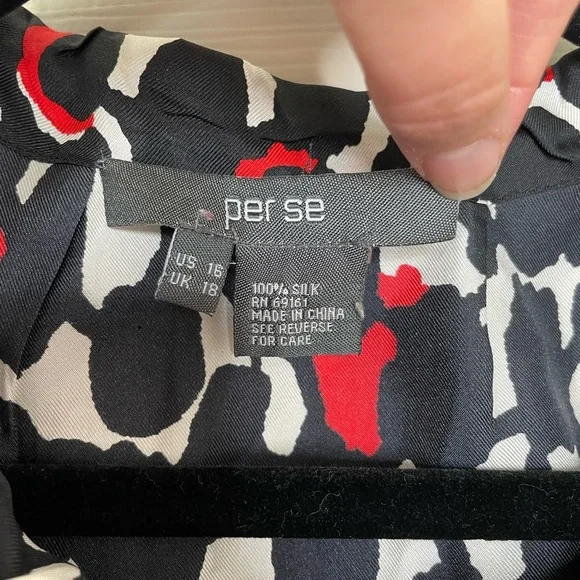 per se
US 16
UK 18
100% SILK
RN 69161
MADE IN CHINA
SEE REVERSE
FOR CARE